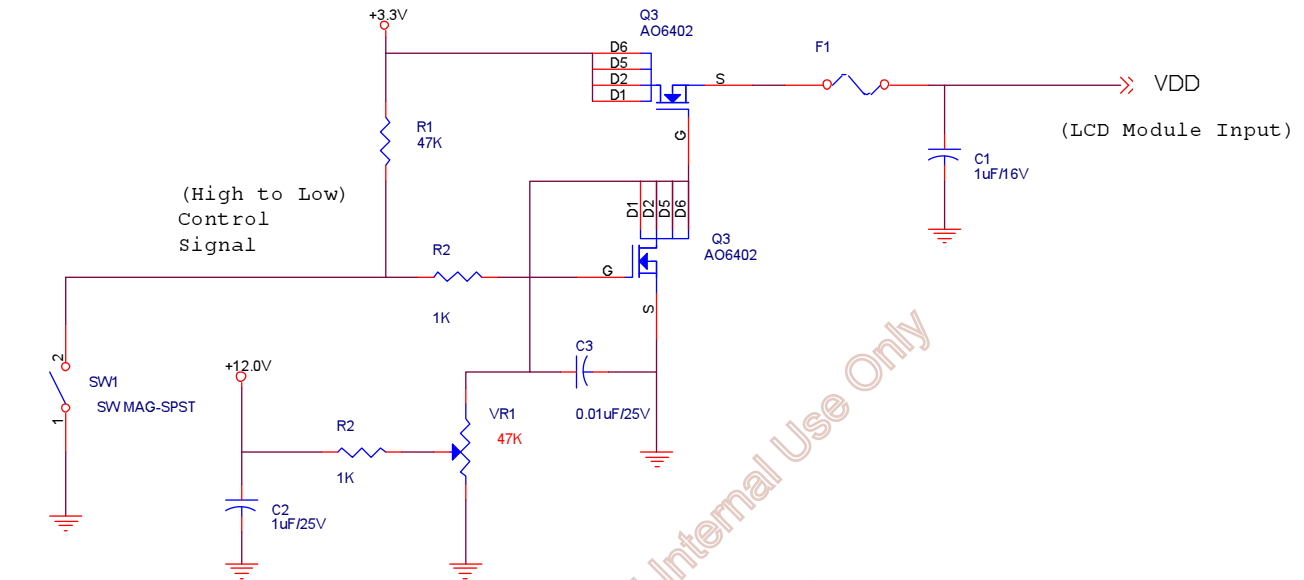 +3.3V
Q3
AO6402
D6
D5
D2
D1
S
G
F1
VDD
(LCD Module Input)
R1
47K
C1
1uF/16V
(High to Low)
Control
Signal
D1
D2
D5
D6
Q3
AO6402
R2
1K
G
S
2
1
SW1
SW MAG-SPST
+12.0V
C3
0.01uF/25V
R2
1K
VR1
47K
C2
1uF/25V
Internal Use Only